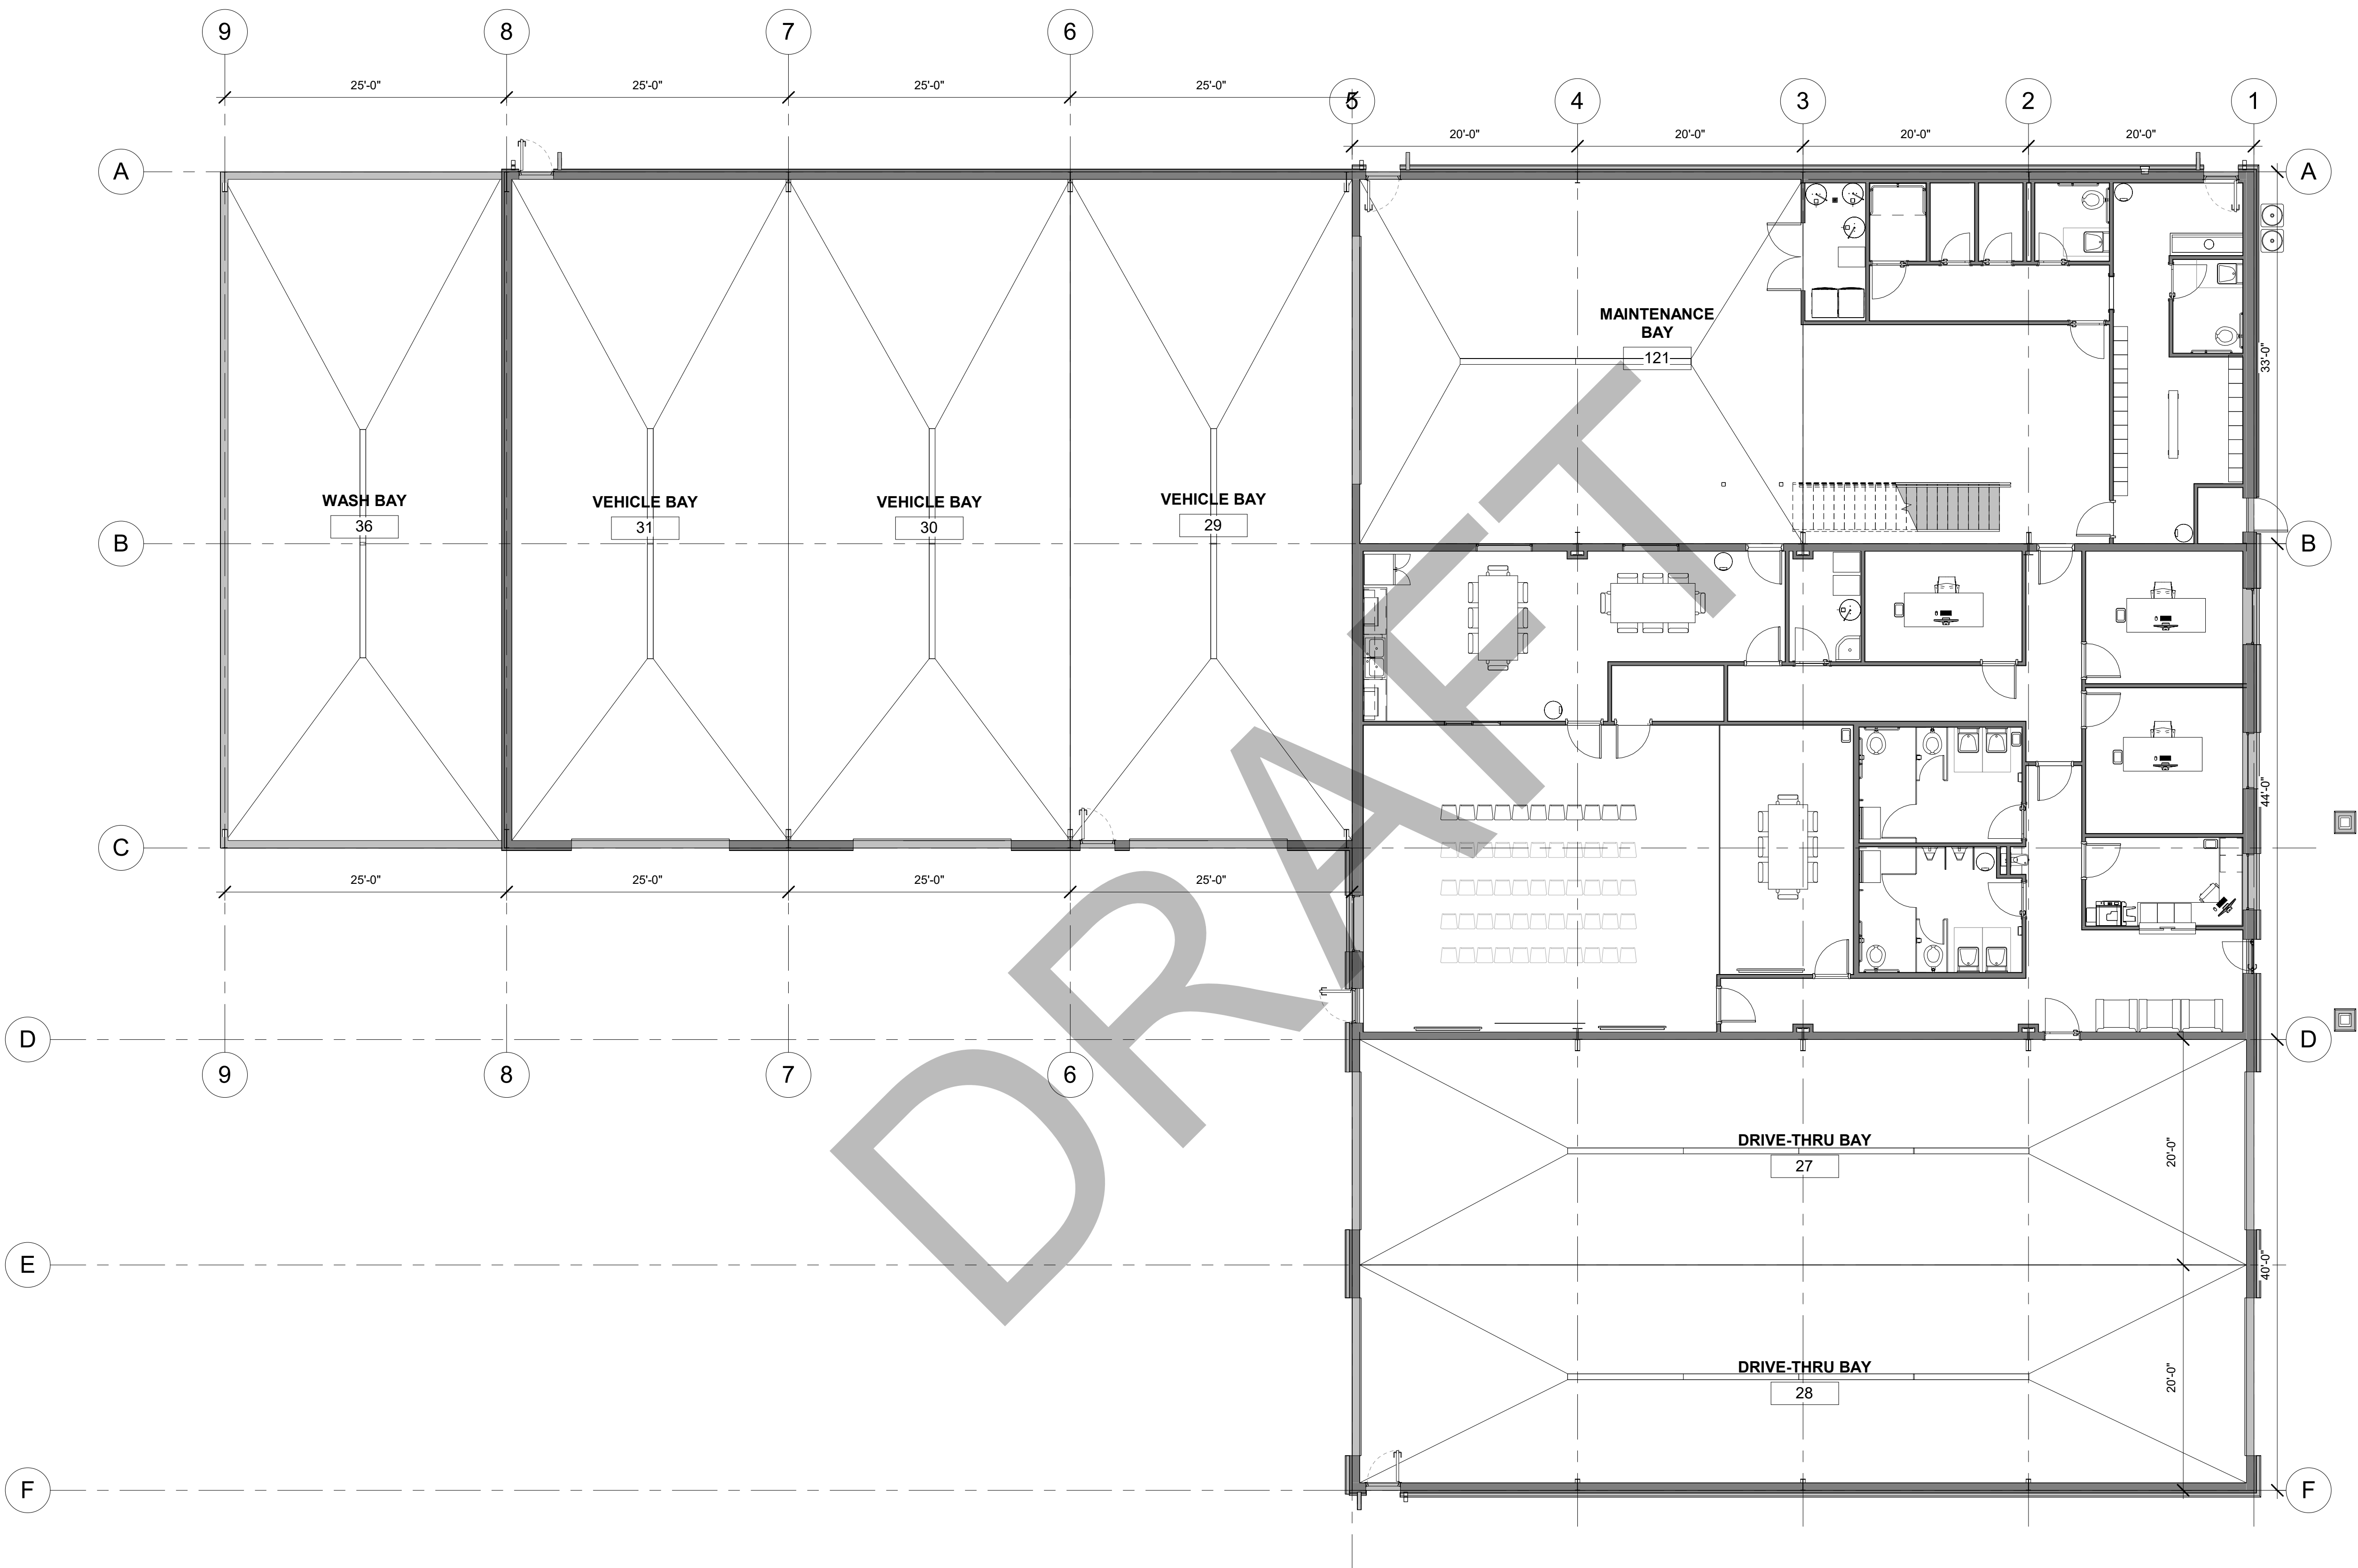 9 8 7 6
25'-0" 25'-0" 25'-0" 25'-0"
5 4 3 2 1
20'-0" 20'-0" 20'-0" 20'-0"
A A
MAINTENANCE
BAY
121
33'-0"
WASH BAY VEHICLE BAY VEHICLE BAY VEHICLE BAY
36 31 30 29
B B
44'-0"
C
25'-0" 25'-0" 25'-0" 25'-0"
D D
9 8 7 6
DRAFT
DRIVE-THRU BAY
27
20'-0"
E
40'-0"
DRIVE-THRU BAY
28
20'-0"
F F